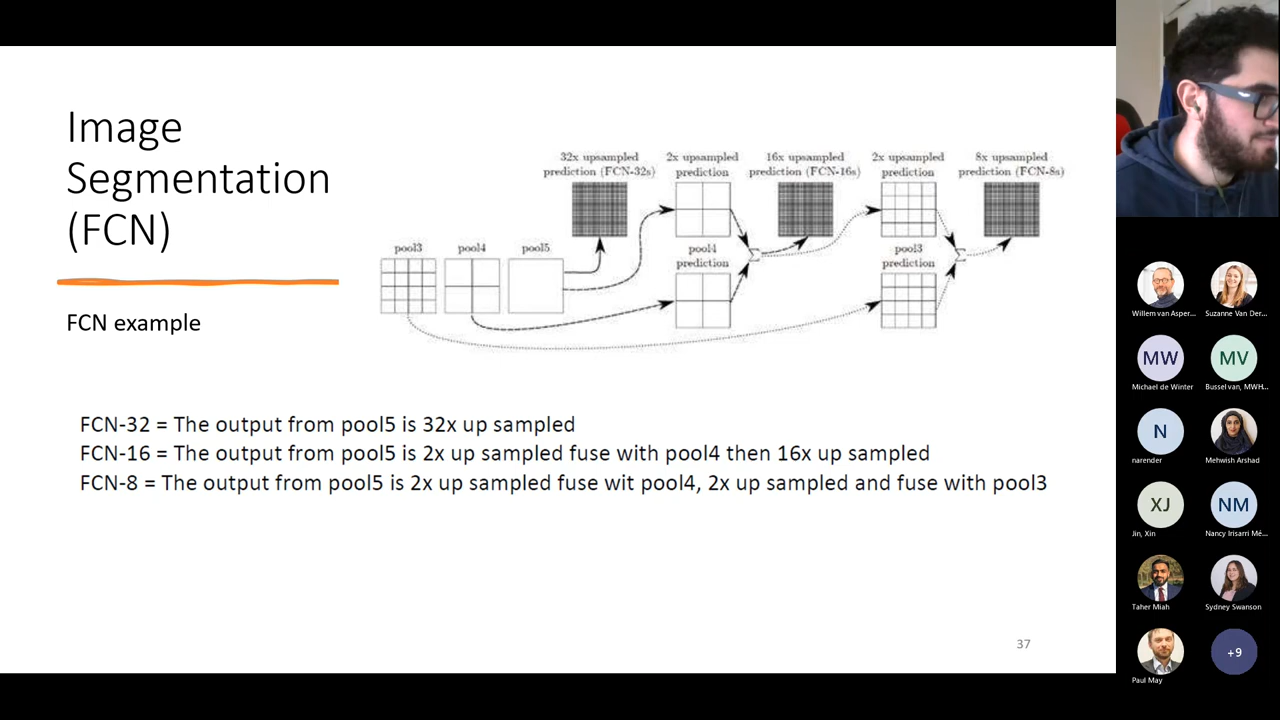 Image
Segmentation
(FCN)
FCN example
32x upsampled
prediction (FCN-32s)
2x upsampled
prediction
16x upsampled
prediction (FCN-16s)
2x upsampled
prediction
8x upsampled
prediction (FCN-8s)
pool3
pool4
pool5
pool4
prediction
pool3
prediction
FCN-32 = The output from pool5 is 32x up sampled
FCN-16 = The output from pool5 is 2x up sampled fuse with pool4 then 16x up sampled
FCN-8 = The output from pool5 is 2x up sampled fuse wit pool4, 2x up sampled and fuse with pool3
37
Willem van Asper...
Suzanne Van Der...
MW
Michael de Winter
MV
Bussel van, MWH...
N
narender
Mehwish Arshad
XJ
Jin, Xin
NM
Nancy Irisarri Mé...
Taher Miah
Sydney Swanson
Paul May
+9